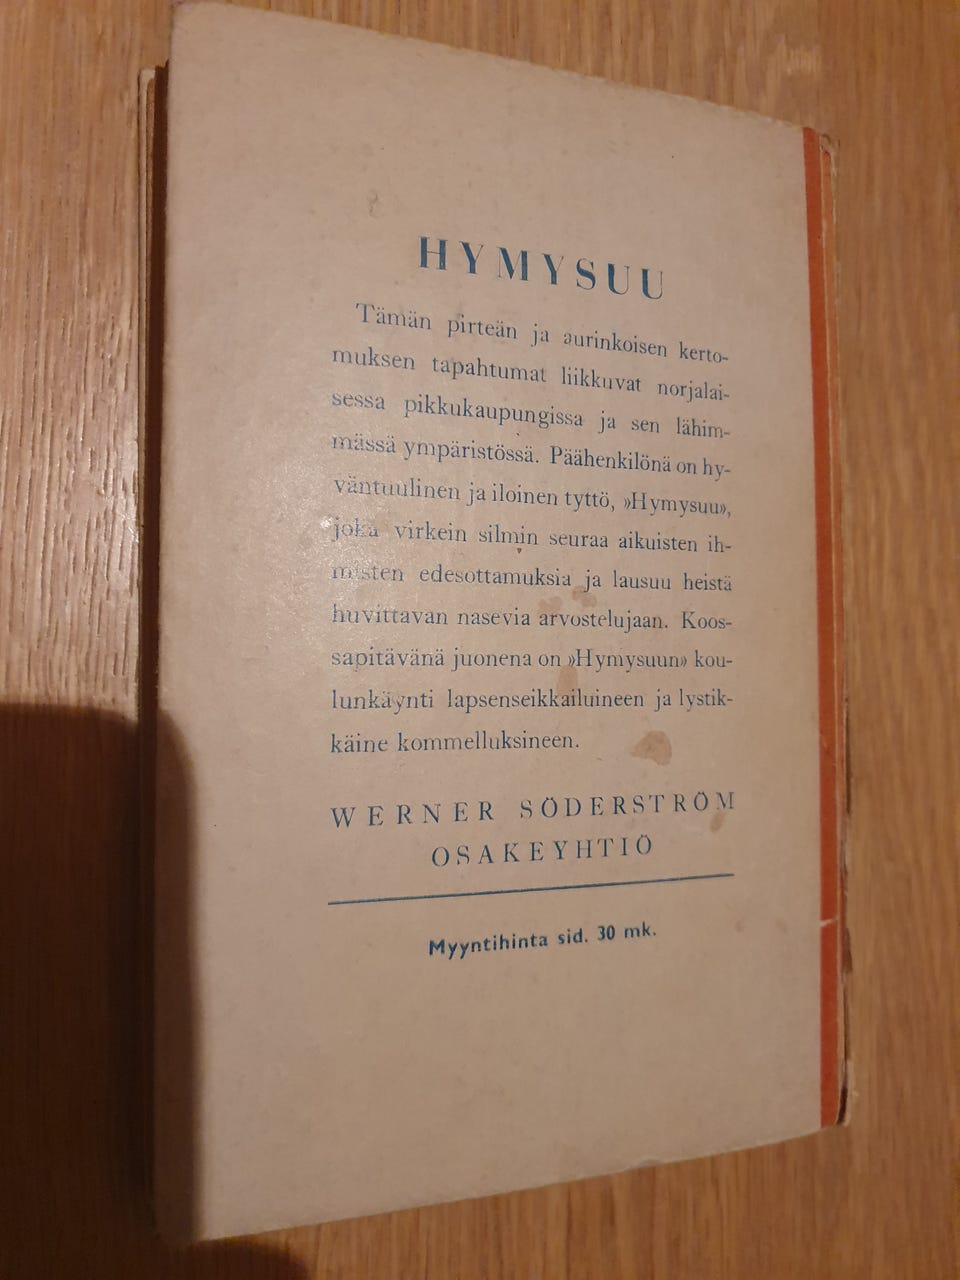 HYMYSUU
Tämän pirteän ja aurinkoisen kerto-
muksen tapahtumat liikkuvat norjalai-
sessa pikkukaupungissa ja sen lähim-
mässä ympäristössä. Päähenkilönä on hy-
väntuulinen ja iloinen tyttö, »Hymysuu»,
joka virkein silmin seuraa aikuisten ih-
misten edesottamuksia ja lausuu heistä
huvittavan nasevia arvostelujaan. Koos-
sapitävänä juonena on »Hymysuun» kou-
lunkäynti lapsenseikkailuineen ja lystik-
käine kommelluksineen.
WERNER SÖDERSTRÖM
OSAKEYHTIÖ
Myyntihinta sid. 30 mk.